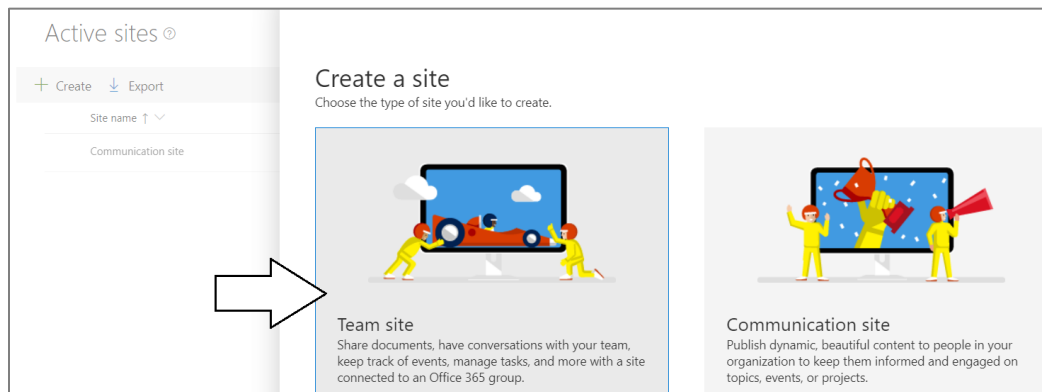 Active sites
Create Export
Site name
Communication site
Create a site
Choose the type of site you'd like to create.
Team site
Share documents, have conversations with your team,
keep track of events, manage tasks, and more with a site
connected to an Office 365 group.
Communication site
Publish dynamic, beautiful content to people in your
organization to keep them informed and engaged on
topics, events, or projects.